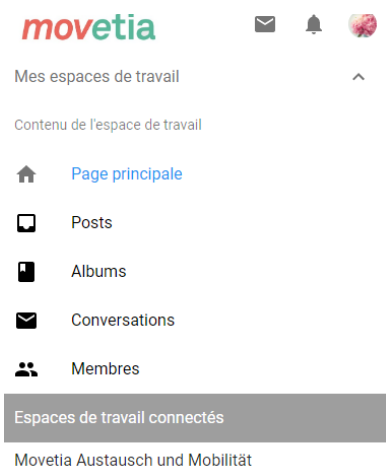 movetia
Mes espaces de travail
Contenu de l'espace de travail
Page principale
Posts
Albums
Conversations
Membres
Espaces de travail connectés
Movetia Austausch und Mobilität